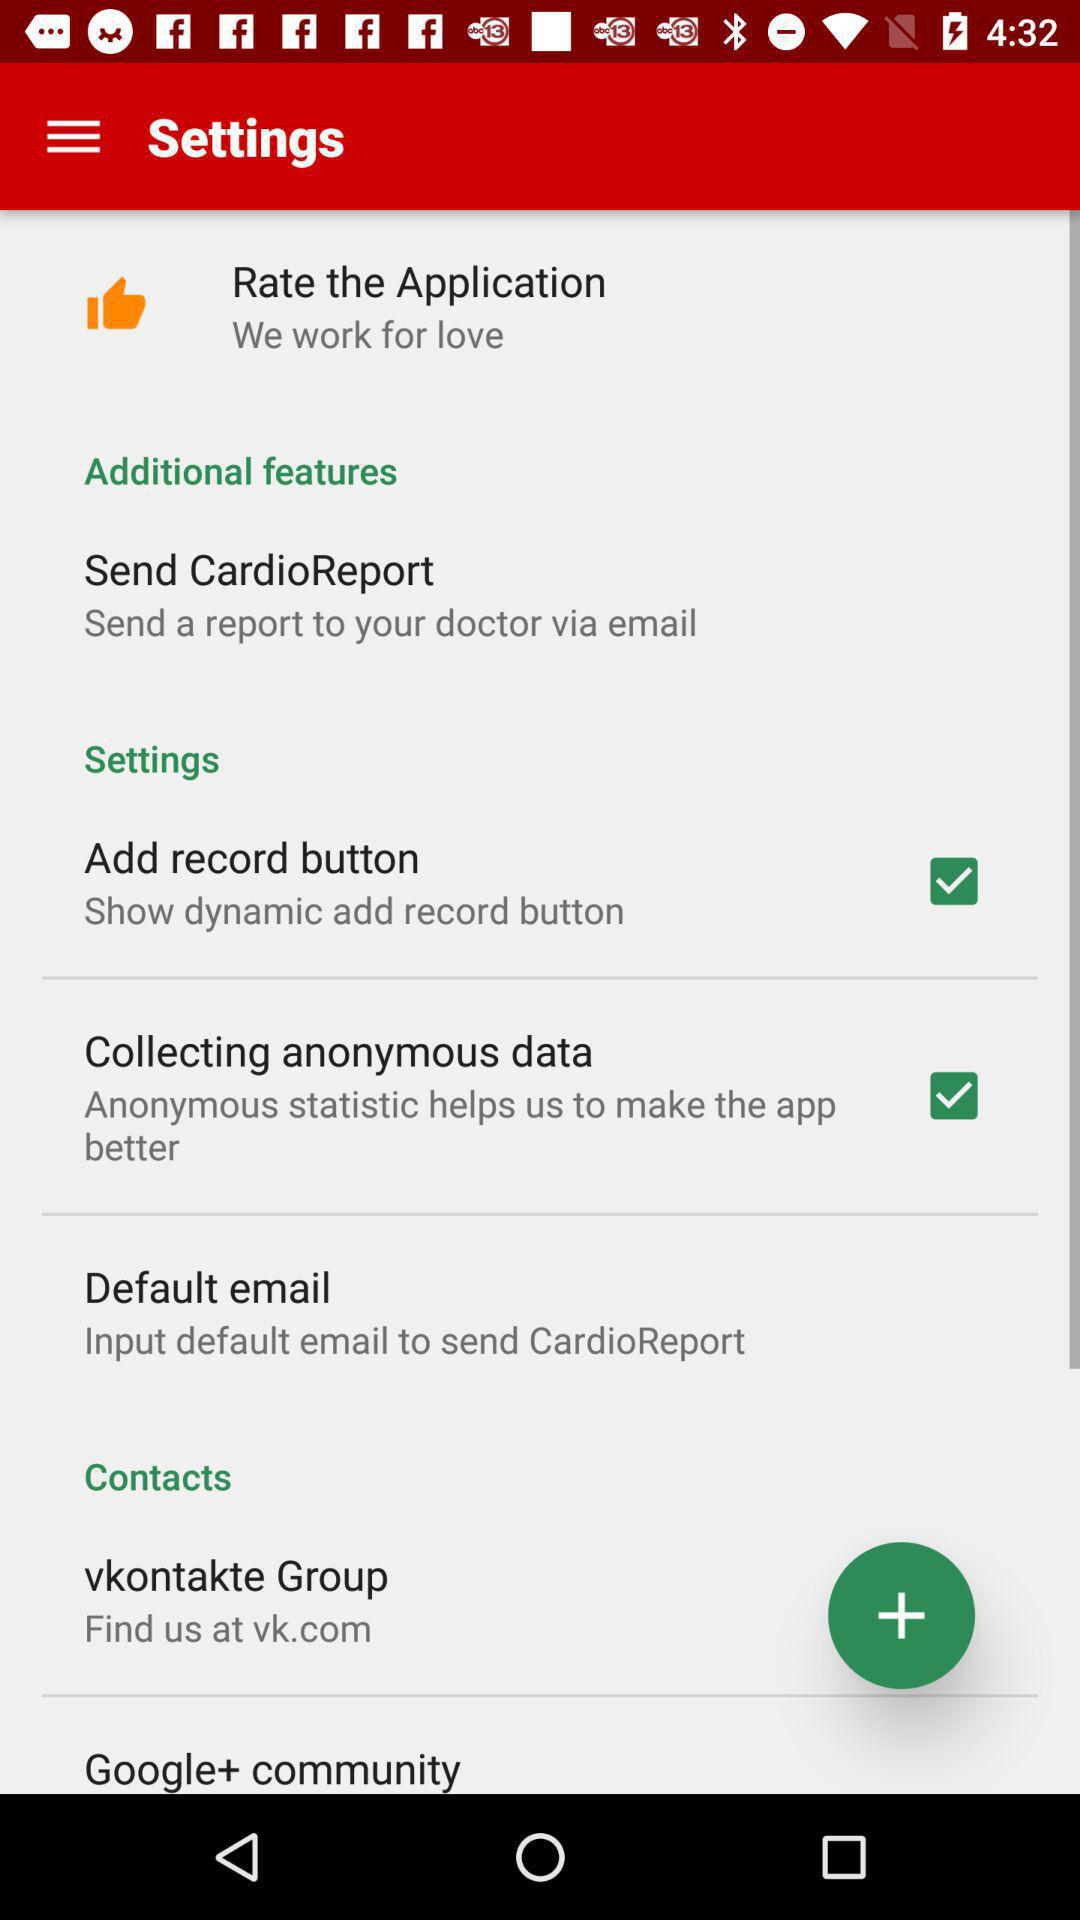 abc13 abc13 abc13 4:32
Settings
Rate the Application
We work for love
Additional features
Send CardioReport
Send a report to your doctor via email
Settings
Add record button
Show dynamic add record button
Collecting anonymous data
Anonymous statistic helps us to make the app
better
Default email
Input default email to send CardioReport
Contacts
vkontakte Group
Find us at vk.com
Google+ community